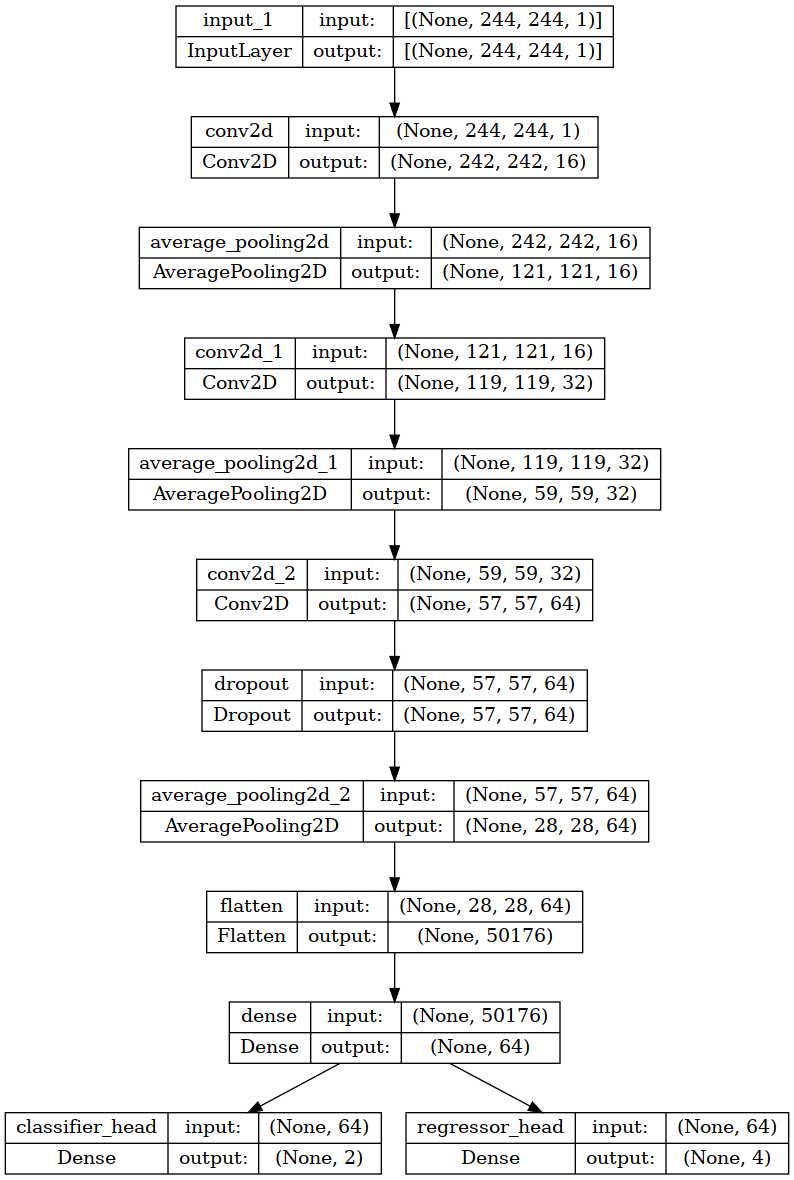 input_1 input: [(None, 244, 244, 1)]
InputLayer output: [(None, 244, 244, 1)]
conv2d input: (None, 244, 244, 1)
Conv2D output: (None, 242, 242, 16)
average_pooling2d input: (None, 242, 242, 16)
AveragePooling2D output: (None, 121, 121, 16)
conv2d_1 input: (None, 121, 121, 16)
Conv2D output: (None, 119, 119, 32)
average_pooling2d_1 input: (None, 119, 119, 32)
AveragePooling2D output: (None, 59, 59, 32)
conv2d_2 input: (None, 59, 59, 32)
Conv2D output: (None, 57, 57, 64)
dropout input: (None, 57, 57, 64)
Dropout output: (None, 57, 57, 64)
average_pooling2d_2 input: (None, 57, 57, 64)
AveragePooling2D output: (None, 28, 28, 64)
flatten input: (None, 28, 28, 64)
Flatten output: (None, 50176)
dense input: (None, 50176)
Dense output: (None, 64)
classifier_head input: (None, 64)
Dense output: (None, 2)
regressor_head input: (None, 64)
Dense output: (None, 4)